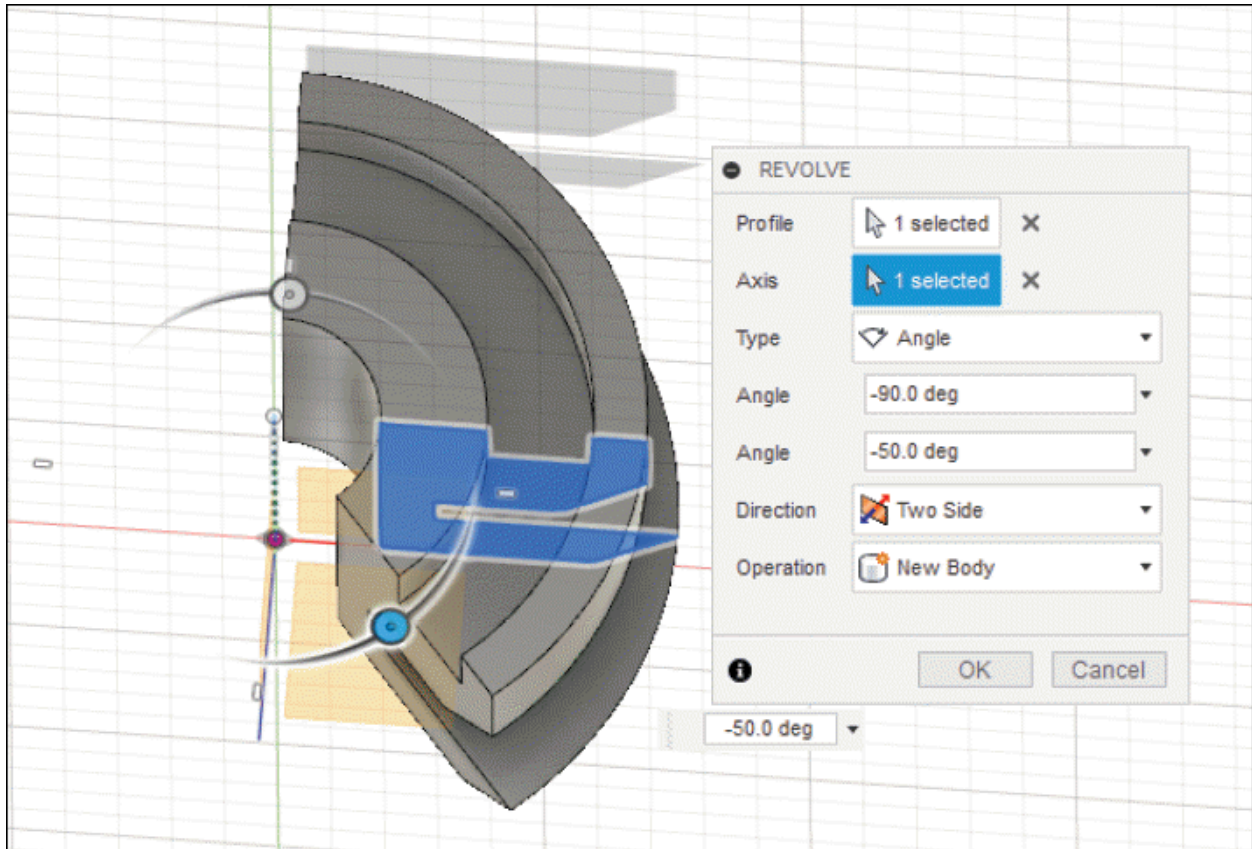 REVOLVE
Profile 1 selected
Axis 1 selected
Type Angle
Angle -90.0 deg
Angle -50.0 deg
Direction Two Side
Operation New Body
OK Cancel
-50.0 deg